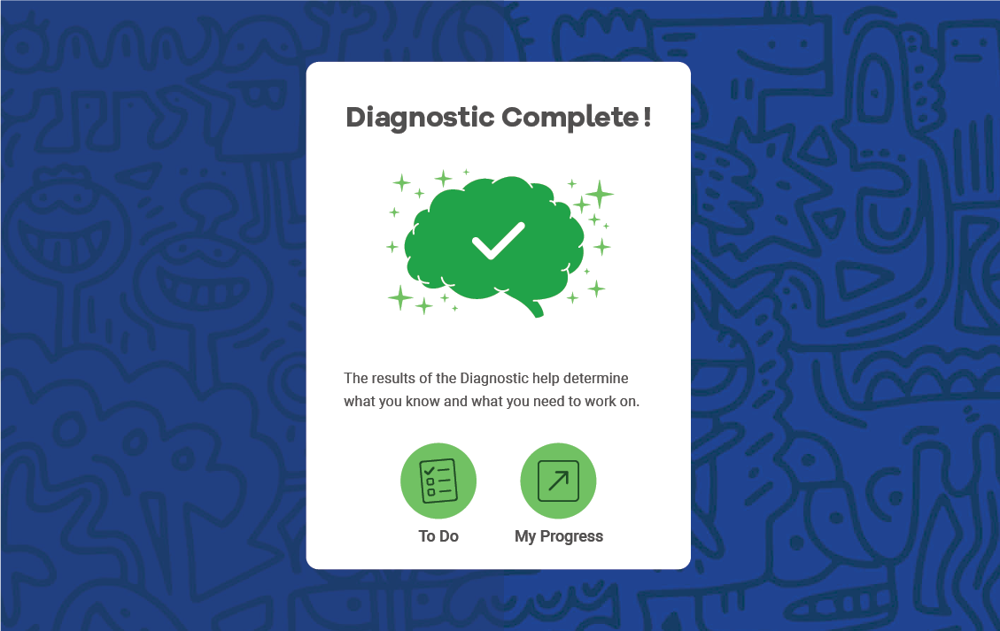 Diagnostic Complete!
The results of the Diagnostic help determine
what you know and what you need to work on.
To Do
My Progress